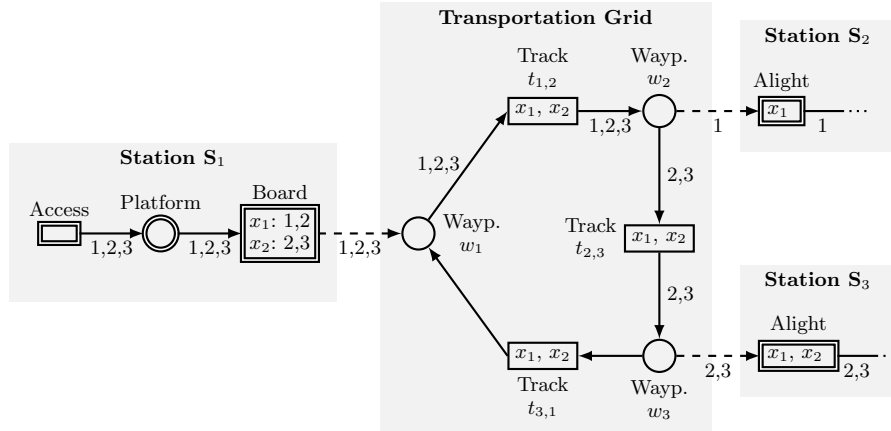 Transportation Grid
Station S₂
Track
t₁,₂
Wayp.
w₂
Alight
x₁, x₂
1,2,3
1
x₁
1
...
Station S₁
1,2,3
2,3
Access
Platform
Board
x₁: 1,2
x₂: 2,3
1,2,3
1,2,3
1,2,3
Wayp.
w₁
Track
t₂,₃
x₁, x₂
Station S₃
2,3
Alight
x₁, x₂
x₁, x₂
2,3
2,3
Track
t₃,₁
Wayp.
w₃